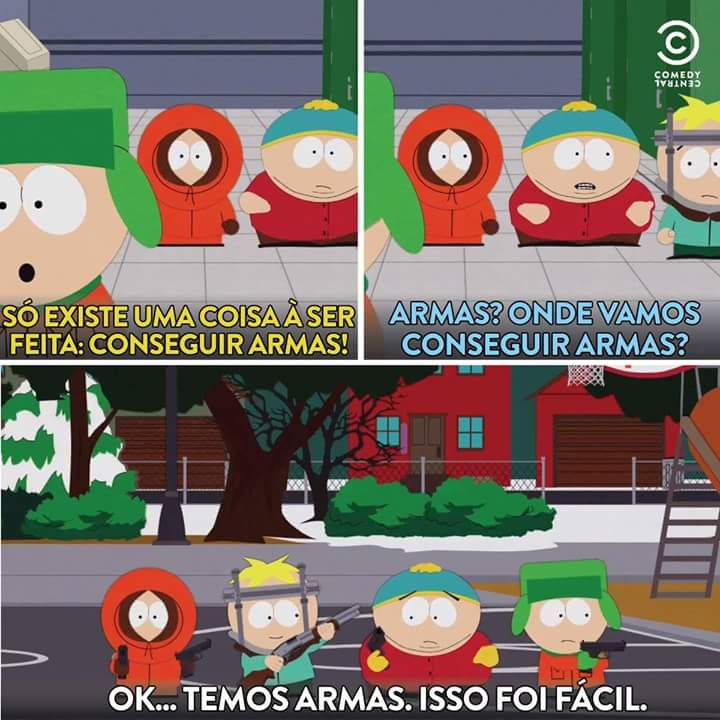 COMEDY
CENTRAL
SÓ EXISTE UMA COISA À SER
FEITA: CONSEGUIR ARMAS!
ARMAS? ONDE VAMOS
CONSEGUIR ARMAS?
OK... TEMOS ARMAS. ISSO FOI FÁCIL.